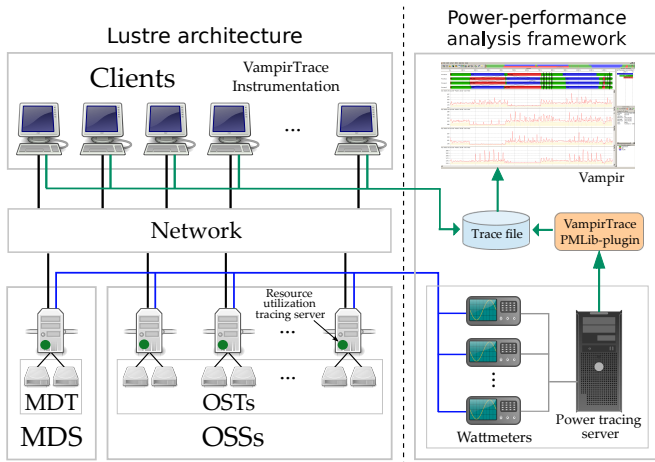 Lustre architecture
Power-performance
analysis framework
Clients
VampirTrace
Instrumentation
...
Vampir
Network
Trace file
VampirTrace
PMLib-plugin
Resource
utilization
tracing server
...
...
MDT
OSTs
MDS
OSSs
Wattmeters
Power tracing
server